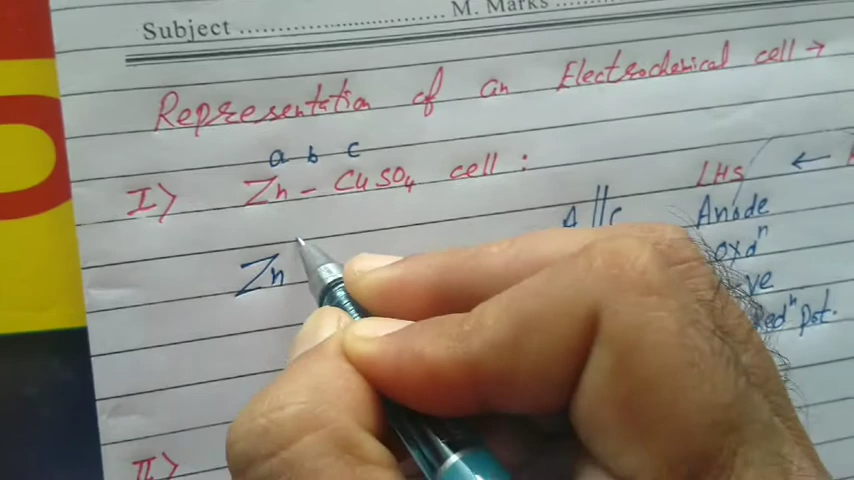 Subject M. Marks
Representation of an Electrochemical cell →
a b c
I> Zn - CuSO4 cell :
LHS ←
A // C
Anode
Zn
oxdⁿ
-ve
Redⁿ pot.
II>